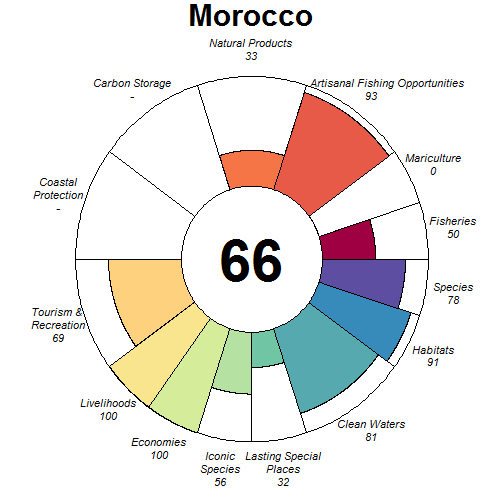 Morocco
Natural Products
33
Carbon Storage
-
Artisanal Fishing Opportunities
93
Mariculture
0
Coastal
Protection
-
Fisheries
50
66
Species
78
Tourism &
Recreation
69
Habitats
91
Livelihoods
100
Clean Waters
81
Economies
100
Iconic
Species
56
Lasting Special
Places
32